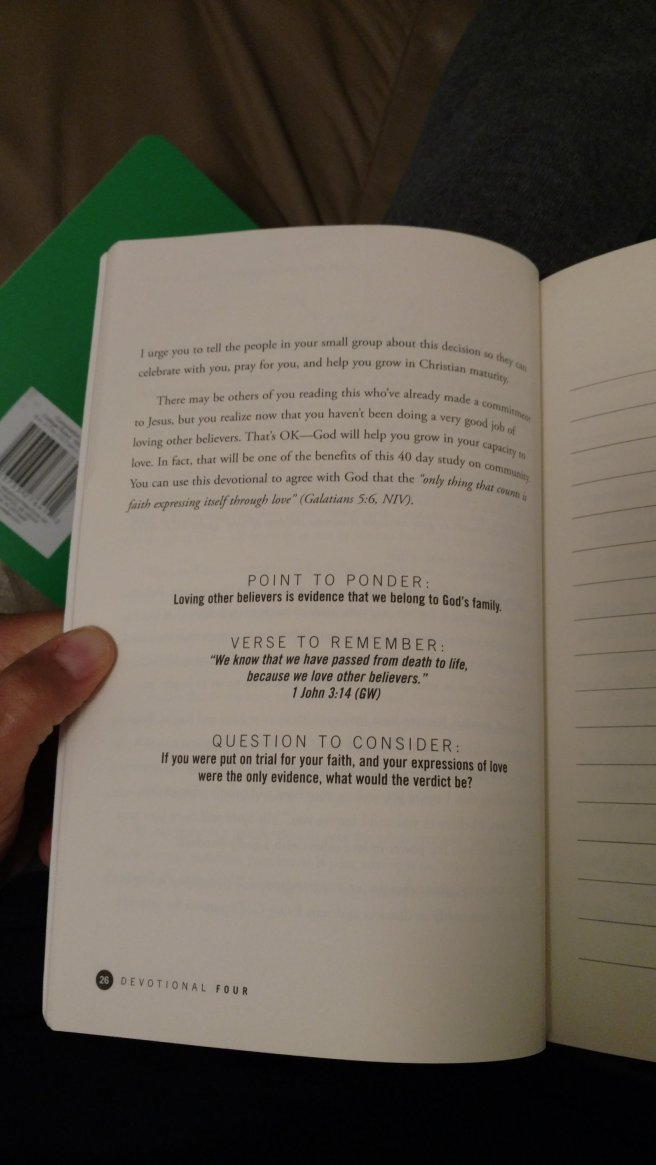 I urge you to tell the people in your small group about this decision so they can
celebrate with you, pray for you, and help you grow in Christian maturity.
There may be others of you reading this who've already made a commitment
to Jesus, but you realize now that you haven't been doing a very good job of
loving other believers. That's OK—God will help you grow in your capacity to
love. In fact, that will be one of the benefits of this 40 day study on community.
You can use this devotional to agree with God that the "only thing that counts is
faith expressing itself through love" (Galatians 5:6, NIV).
POINT TO PONDER:
Loving other believers is evidence that we belong to God's family.
VERSE TO REMEMBER:
"We know that we have passed from death to life,
because we love other believers."
1 John 3:14 (GW)
QUESTION TO CONSIDER:
If you were put on trial for your faith, and your expressions of love
were the only evidence, what would the verdict be?
26 DEVOTIONAL FOUR